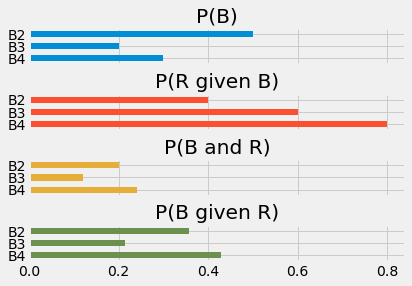 P(B)
B2
B3
B4
P(R given B)
B2
B3
B4
P(B and R)
B2
B3
B4
P(B given R)
B2
B3
B4
0.0 0.2 0.4 0.6 0.8